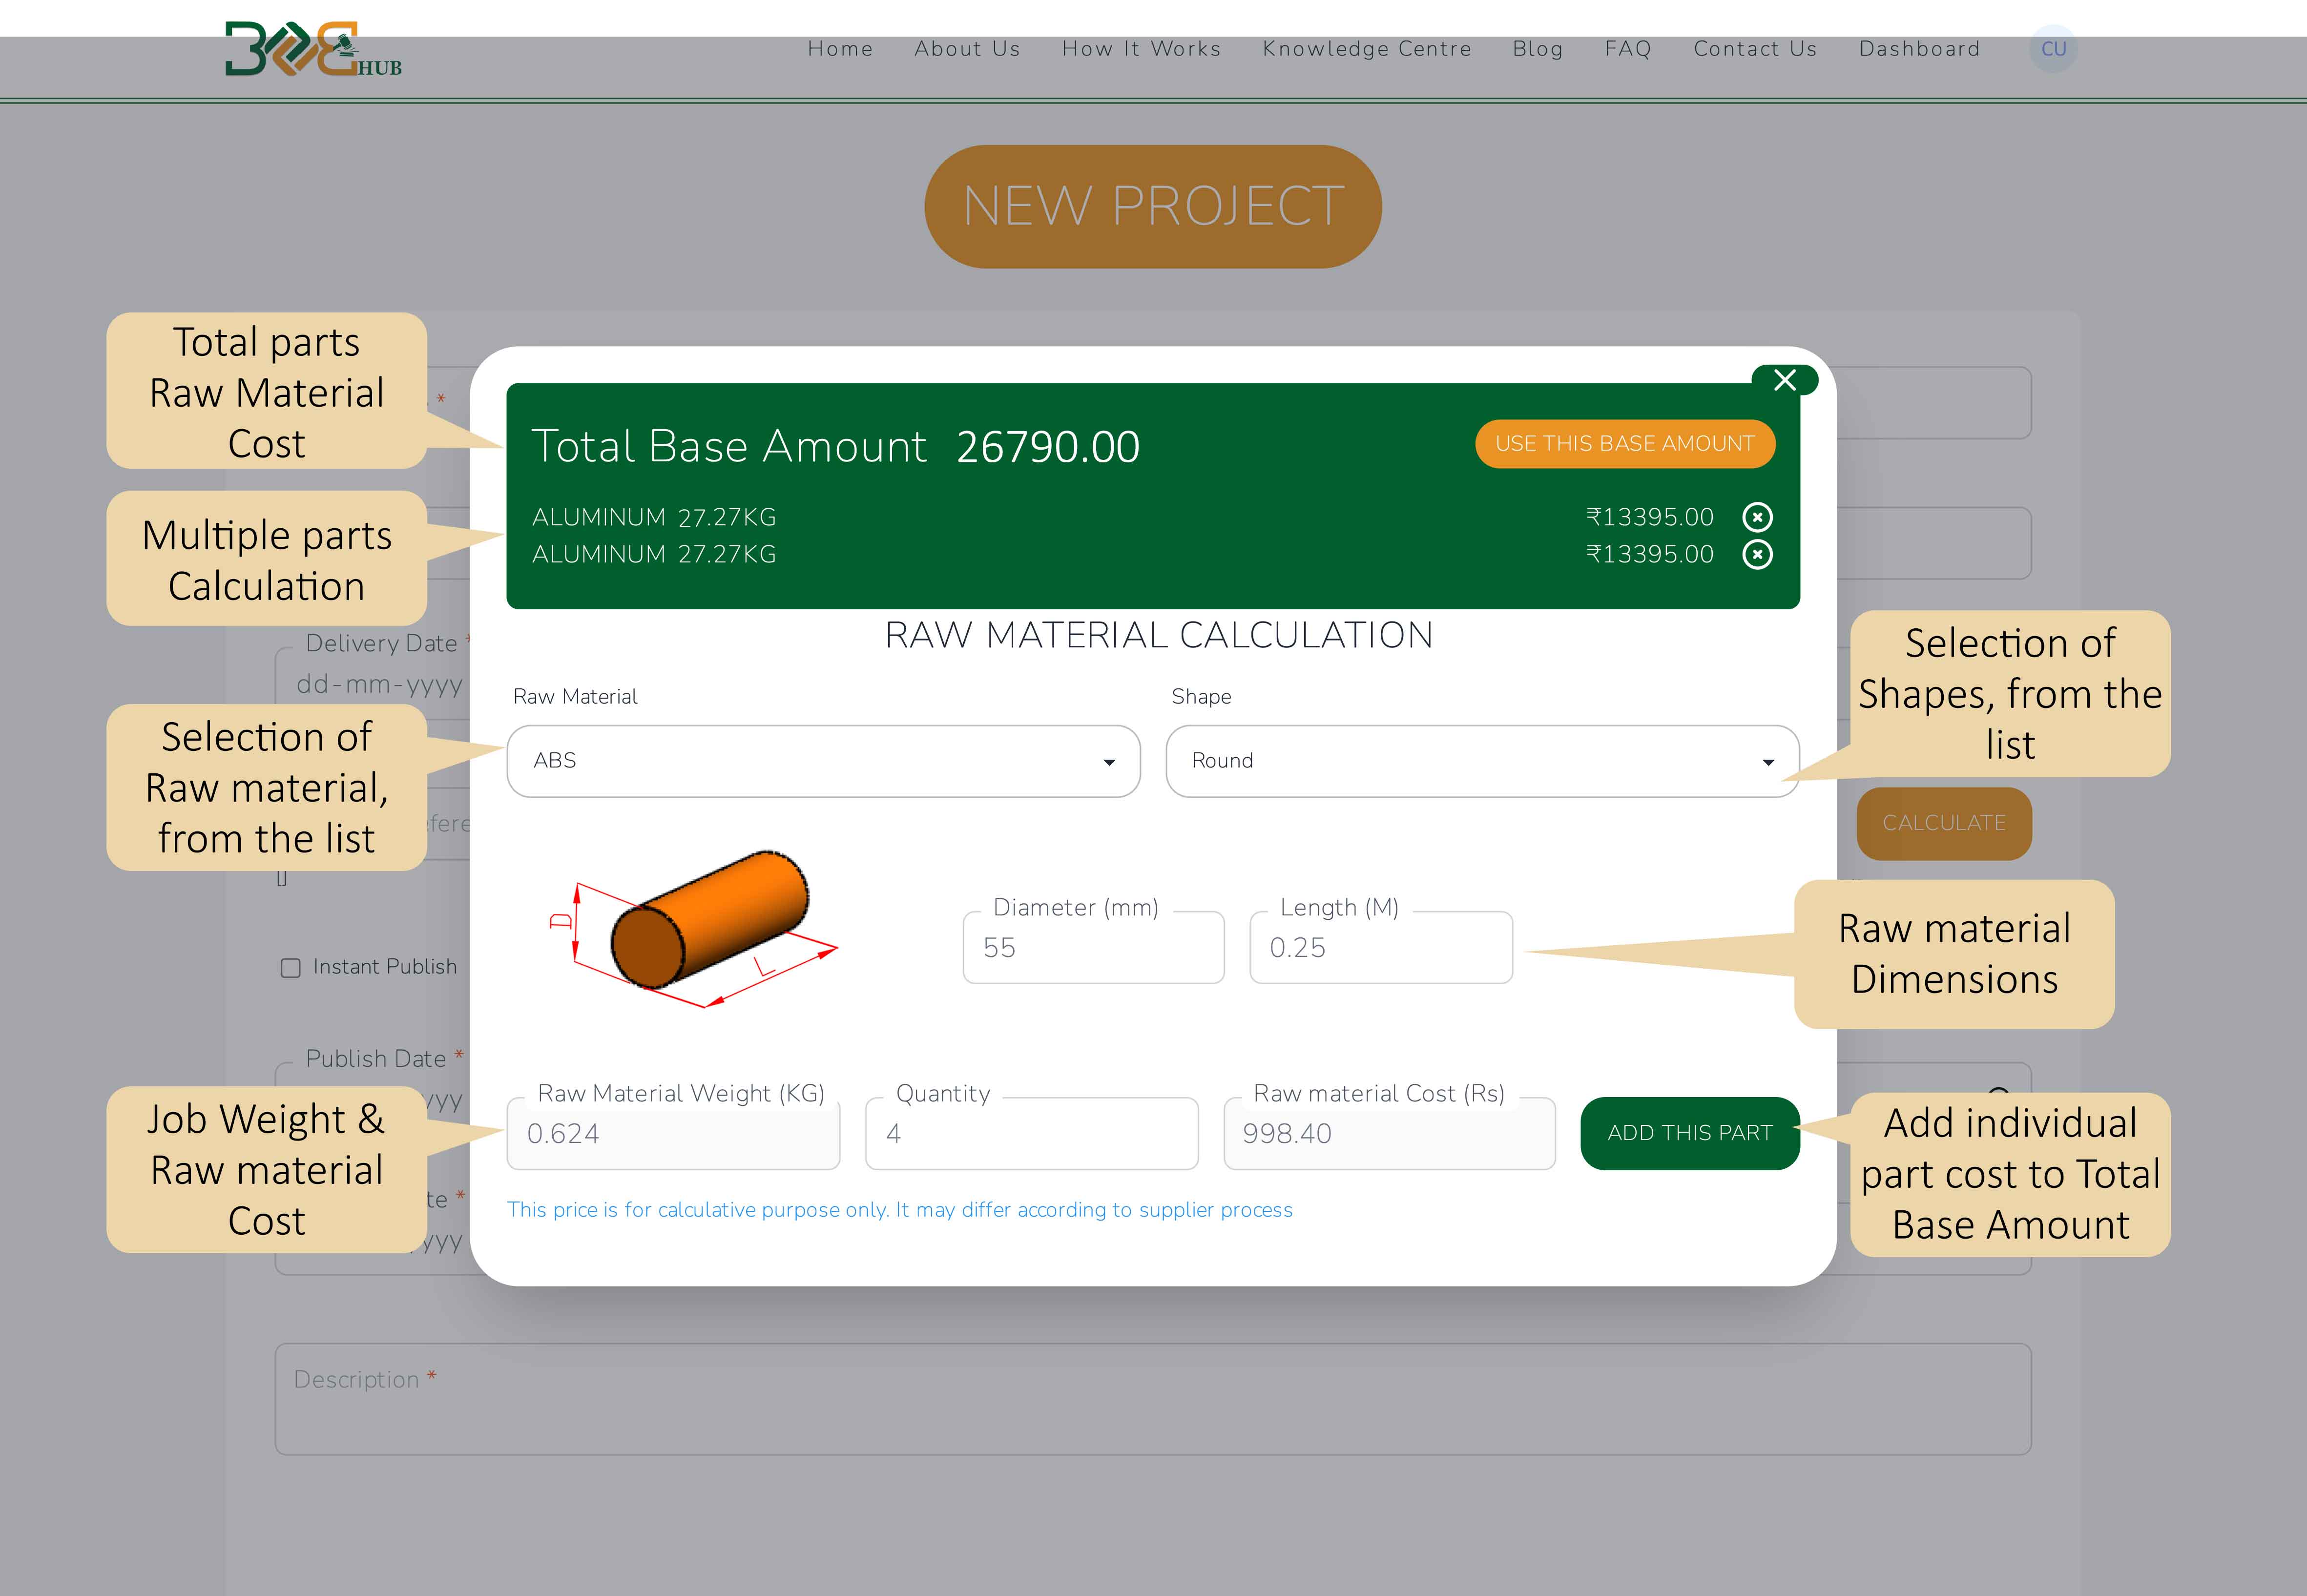 HUB
Home About Us How It Works Knowledge Centre Blog FAQ Contact Us Dashboard CU
NEW PROJECT
Total parts
Raw Material
Cost
*
Total Base Amount 26790.00
USE THIS BASE AMOUNT
Multiple parts
Calculation
ALUMINUM 27.27KG ₹13395.00
ALUMINUM 27.27KG ₹13395.00
RAW MATERIAL CALCULATION
Delivery Date *
dd-mm-yyyy
Selection of
Shapes, from the
list
Raw Material
Shape
Selection of
Raw material,
from the list
ABS
Round
CALCULATE
D
L
Diameter (mm)
55
Length (M)
0.25
Raw material
Dimensions
Instant Publish
Publish Date *
yyy
Job Weight &
Raw material
Cost
Raw Material Weight (KG)
0.624
Quantity
4
Raw material Cost (Rs)
998.40
ADD THIS PART
Add individual
part cost to Total
Base Amount
te *
yyy
This price is for calculative purpose only. It may differ according to supplier process
Description *